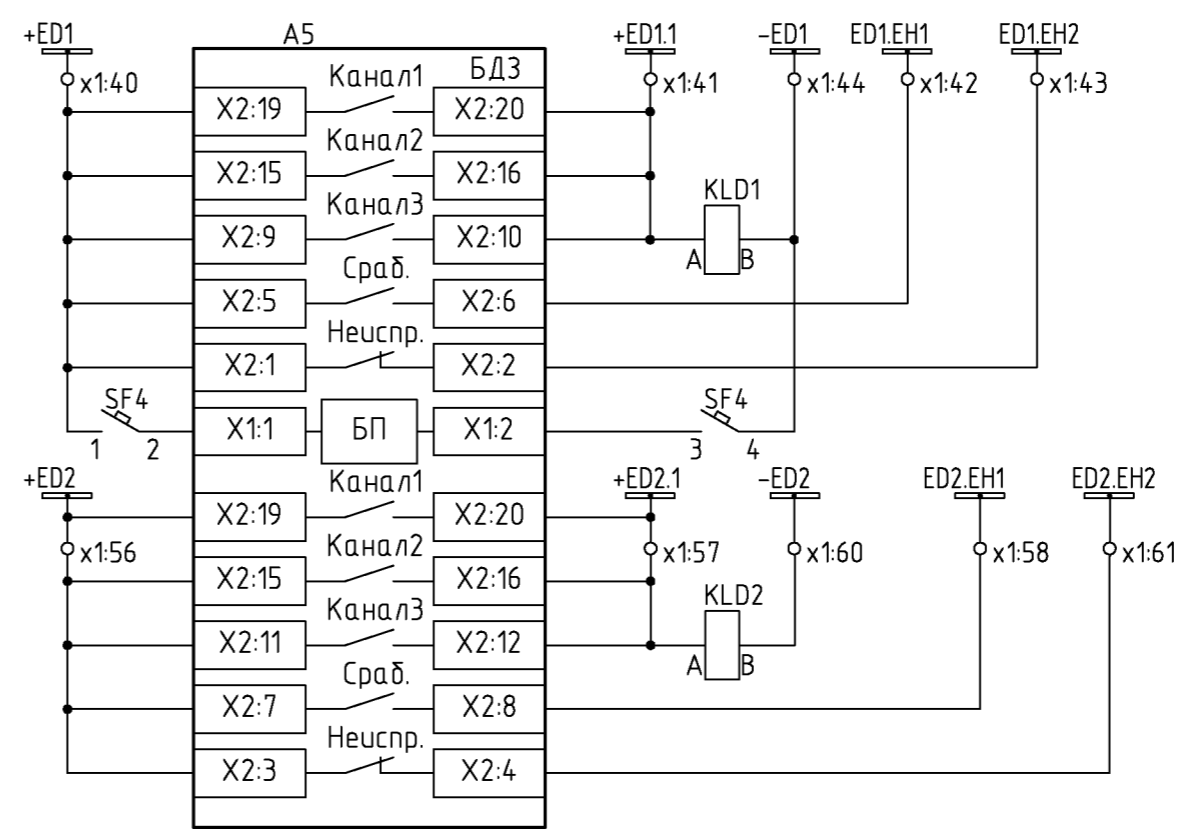 +ED1 A5 +ED1.1 -ED1 ED1.EH1 ED1.EH2
x1:40 БДЗ x1:41 x1:44 x1:42 x1:43
Канал1
X2:19 X2:20
Канал2
X2:15 X2:16
Канал3 KLD1
X2:9 X2:10
A B
Сраб.
X2:5 X2:6
Неиспр.
X2:1 X2:2
SF4 SF4
X1:1 БП X1:2
1 2 3 4
+ED2 +ED2.1 -ED2 ED2.EH1 ED2.EH2
Канал1
X2:19 X2:20
x1:56 x1:57 x1:60 x1:58 x1:61
Канал2
X2:15 X2:16
Канал3 KLD2
X2:11 X2:12
A B
Сраб.
X2:7 X2:8
Неиспр.
X2:3 X2:4